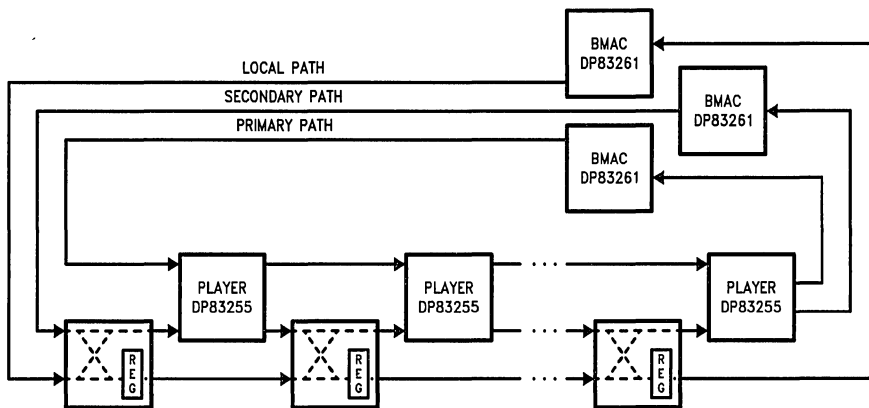 BMAC
DP83261
LOCAL PATH
SECONDARY PATH
BMAC
DP83261
PRIMARY PATH
BMAC
DP83261
PLAYER
DP83255
PLAYER
DP83255
. . .
PLAYER
DP83255
. . .
. . .
REG
REG
REG
. . .